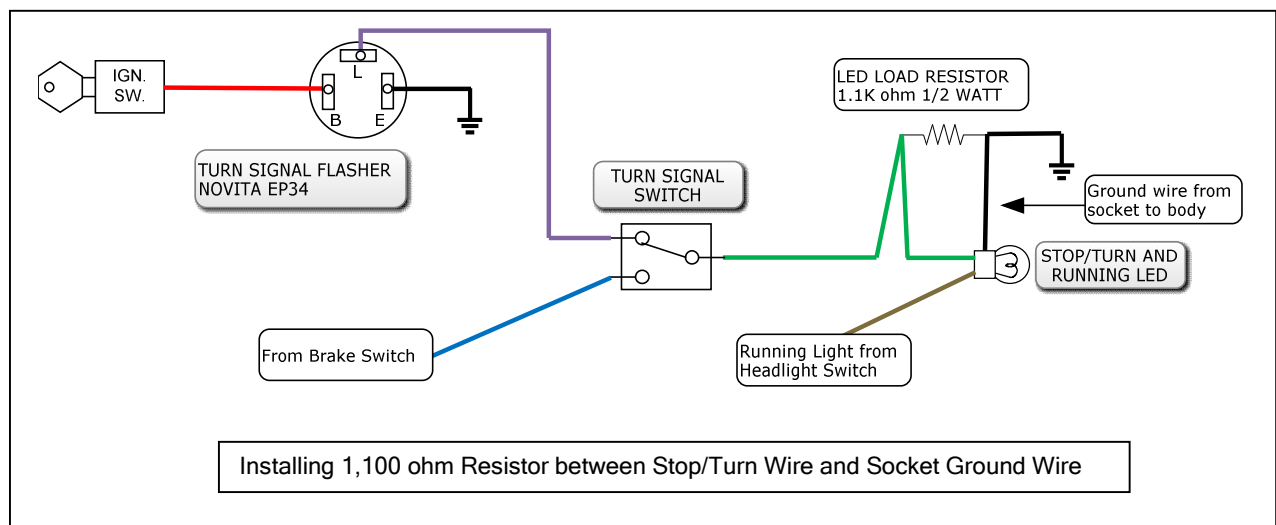 IGN.
SW.
L
B
E
TURN SIGNAL FLASHER
NOVITA EP34
LED LOAD RESISTOR
1.1K ohm 1/2 WATT
TURN SIGNAL
SWITCH
Ground wire from
socket to body
STOP/TURN AND
RUNNING LED
From Brake Switch
Running Light from
Headlight Switch
Installing 1,100 ohm Resistor between Stop/Turn Wire and Socket Ground Wire